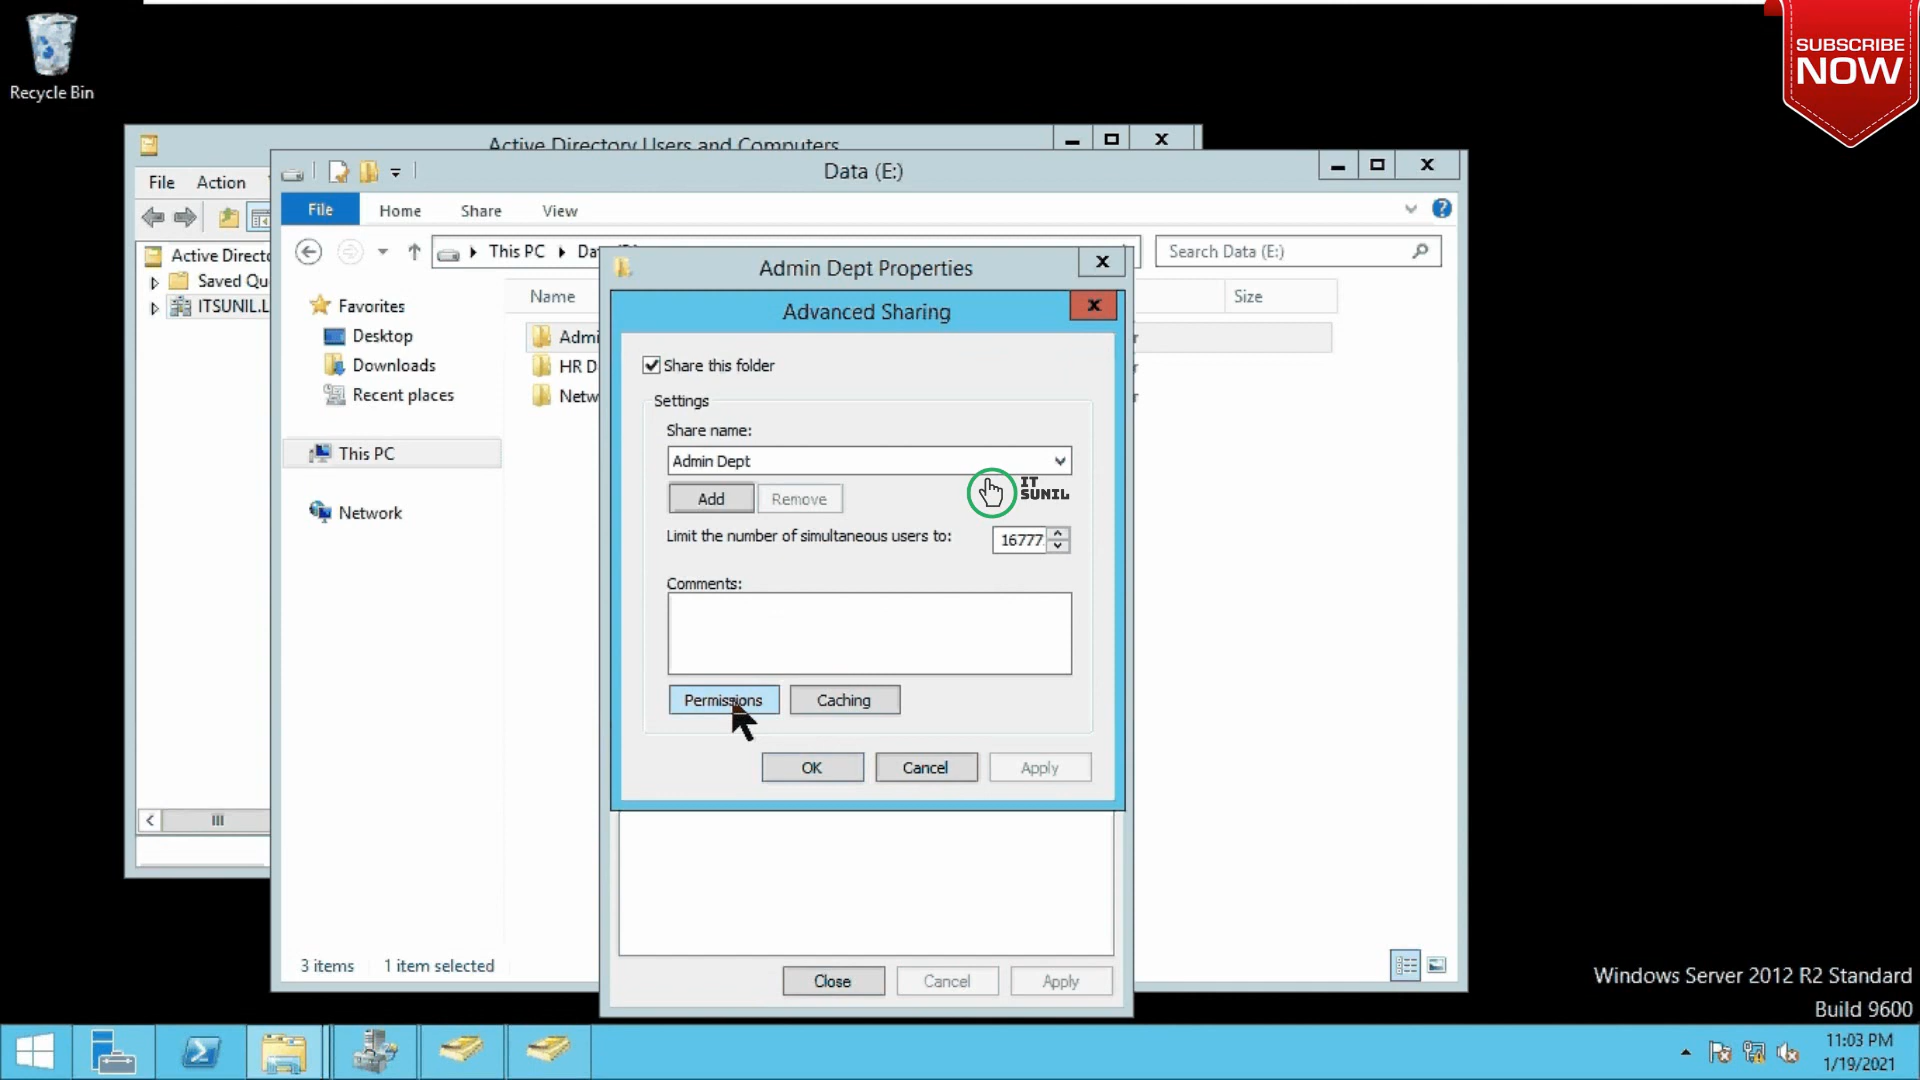 Recycle Bin
SUBSCRIBE
NOW
Active Directory Users and Computers
File Action
Data (E:)
File Home Share View
This PC
Search Data (E:)
Saved Qu
ITSUNIL.L
Favorites
Desktop
Downloads
Recent places
This PC
Network
Name
Size
HR D
Admin Dept Properties
Advanced Sharing
Share this folder
Settings
Share name:
Admin Dept
Add Remove
IT
SUNIL
Limit the number of simultaneous users to:
16777
Comments:
Permissions Caching
OK Cancel Apply
Close Cancel Apply
3 items 1 item selected
Windows Server 2012 R2 Standard
Build 9600
11:03 PM
1/19/2021